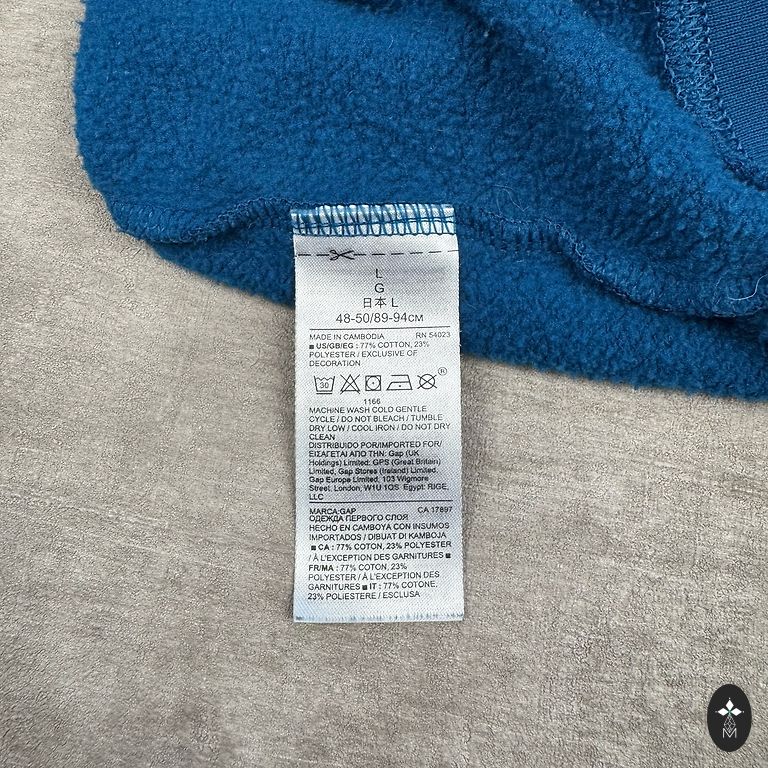 L
G
日本 L
48-50/89-94CM
MADE IN CAMBODIA RN 54023
■ US/GB/EG : 77% COTTON, 23%
POLYESTER / EXCLUSIVE OF
DECORATION
30 ®
1166
MACHINE WASH COLD GENTLE
CYCLE / DO NOT BLEACH / TUMBLE
DRY LOW / COOL IRON / DO NOT DRY
CLEAN
DISTRIBUIDO POR/IMPORTED FOR/
ΕΙΣΑΓΕΤΑΙ ΑΠΟ ΤΗΝ: Gap (UK
Holdings) Limited; GPS (Great Britain)
Limited, Gap Stores (Ireland) Limited,
Gap Europe Limited, 103 Wigmore
Street, London, W1U 1QS Egypt: RIGE,
LLC
MARCA:GAP CA 17897
ОДЕЖДА ПЕРВОГО СЛОЯ
HECHO EN CAMBOYA CON INSUMOS
IMPORTADOS / DIBUAT DI KAMBOJA
■ CA : 77% COTON, 23% POLYESTER
/ À L'EXCEPTION DES GARNITURES ■
FR/MA : 77% COTON, 23%
POLYESTER / À L'EXCEPTION DES
GARNITURES ■ IT : 77% COTONE,
23% POLIESTERE / ESCLUSA
M